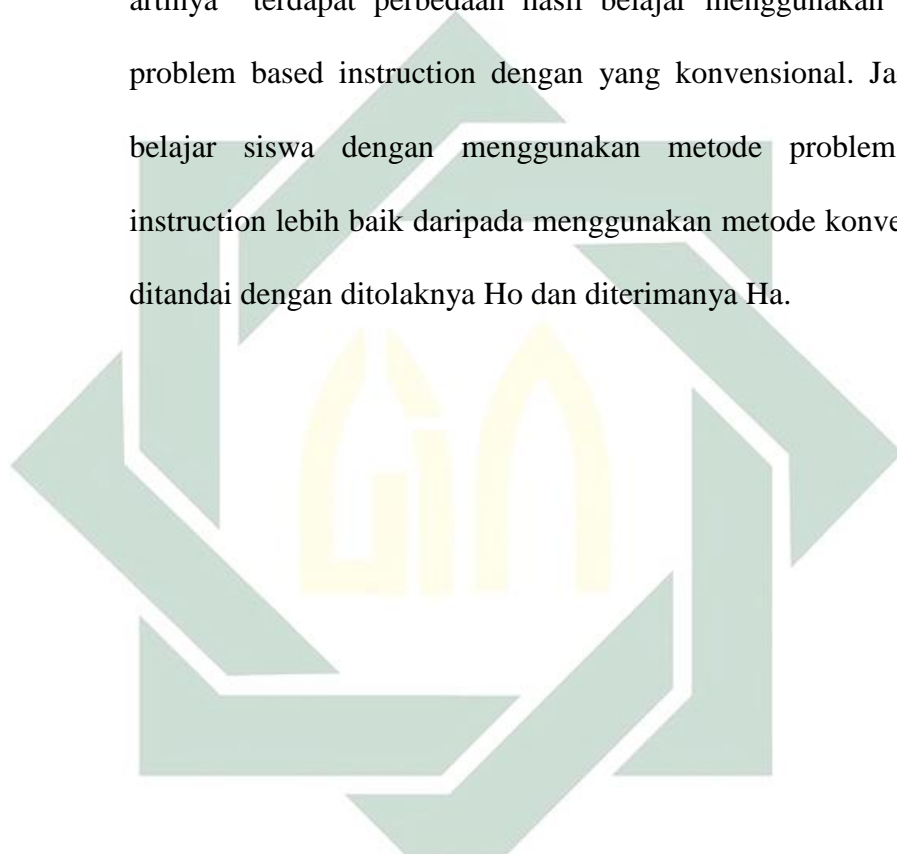 artinya terdapat perbedaan hasil belajar menggunakan
problem based instruction dengan yang konvensional.
belajar siswa dengan menggunakan metode problem
instruction lebih baik daripada menggunakan metode
ditandai dengan ditolaknya Ho dan diterimanya Ha.